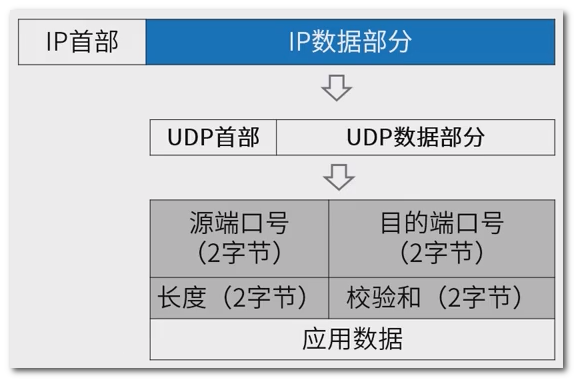 IP首部 IP数据部分
UDP首部 UDP数据部分
源端口号 目的端口号
（2字节） （2字节）
长度（2字节） 校验和（2字节）
应用数据